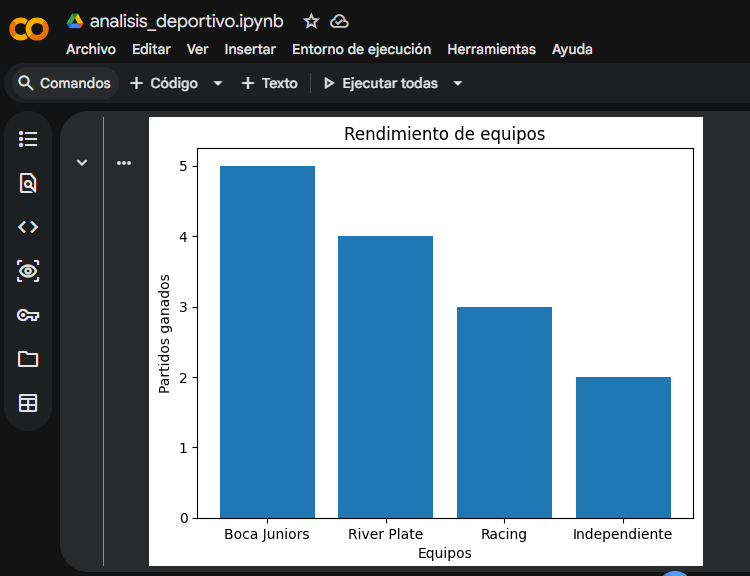 analisis_deportivo.ipynb
Archivo Editar Ver Insertar Entorno de ejecución Herramientas Ayuda
Comandos + Código + Texto Ejecutar todas
Rendimiento de equipos
5
4
3
2
1
0
Partidos ganados
Boca Juniors River Plate Racing Independiente
Equipos